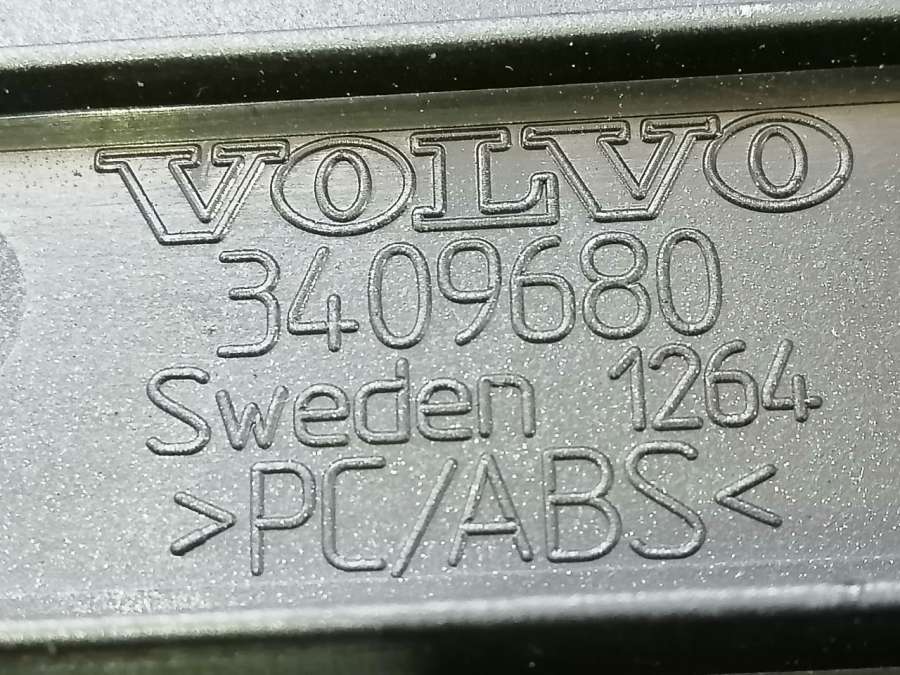 VOLVO
3409680
Sweden 1264
>PC/ABS<